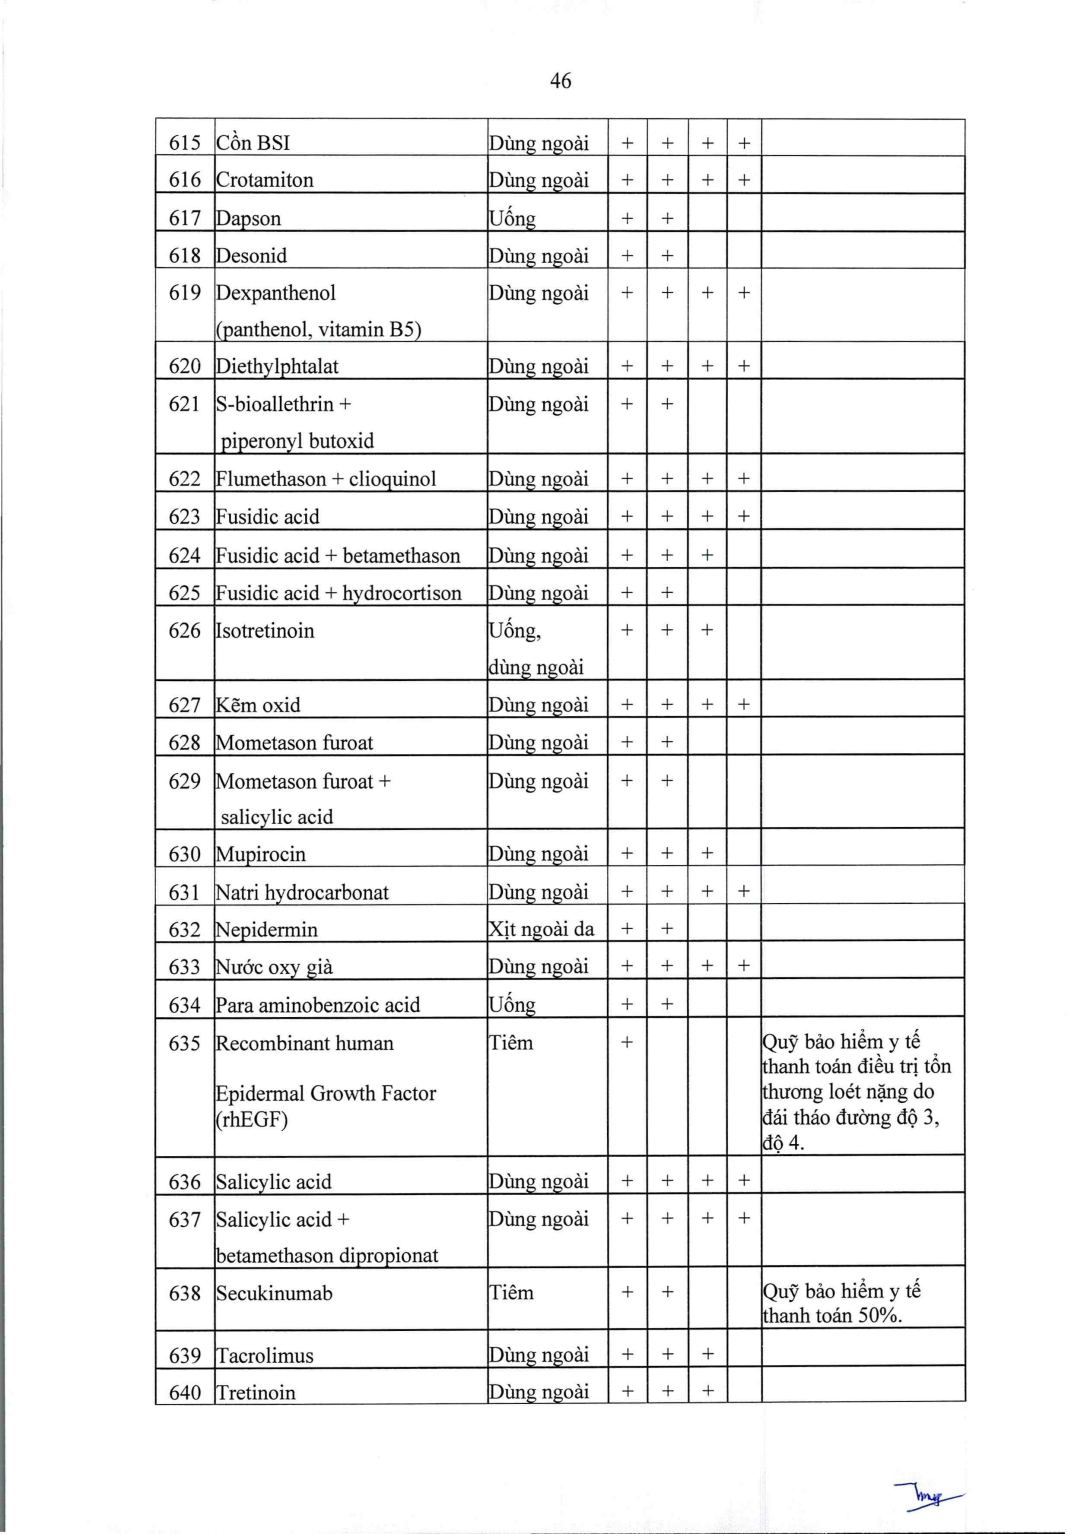 46
615 Cồn BSI Dùng ngoài + + + +
616 Crotamiton Dùng ngoài + + + +
617 Dapson Uống + +
618 Desonid Dùng ngoài + +
619 Dexpanthenol Dùng ngoài + + + +
(panthenol, vitamin B5)
620 Diethylphtalat Dùng ngoài + + + +
621 S-bioallethrin + Dùng ngoài + +
piperonyl butoxid
622 Flumethason + clioquinol Dùng ngoài + + + +
623 Fusidic acid Dùng ngoài + + + +
624 Fusidic acid + betamethason Dùng ngoài + + +
625 Fusidic acid + hydrocortison Dùng ngoài + +
626 Isotretinoin Uống, + + +
dùng ngoài
627 Kẽm oxid Dùng ngoài + + + +
628 Mometason furoat Dùng ngoài + +
629 Mometason furoat + Dùng ngoài + +
salicylic acid
630 Mupirocin Dùng ngoài + + +
631 Natri hydrocarbonat Dùng ngoài + + + +
632 Nepidermin Xịt ngoài da + +
633 Nước oxy già Dùng ngoài + + + +
634 Para aminobenzoic acid Uống + +
635 Recombinant human Tiêm + Quỹ bảo hiểm y tế
thanh toán điều trị tổn
Epidermal Growth Factor thương loét nặng do
(rhEGF) đái tháo đường độ 3,
độ 4.
636 Salicylic acid Dùng ngoài + + + +
637 Salicylic acid + Dùng ngoài + + + +
betamethason dipropionat
638 Secukinumab Tiêm + + Quỹ bảo hiểm y tế
thanh toán 50%.
639 Tacrolimus Dùng ngoài + + +
640 Tretinoin Dùng ngoài + + +